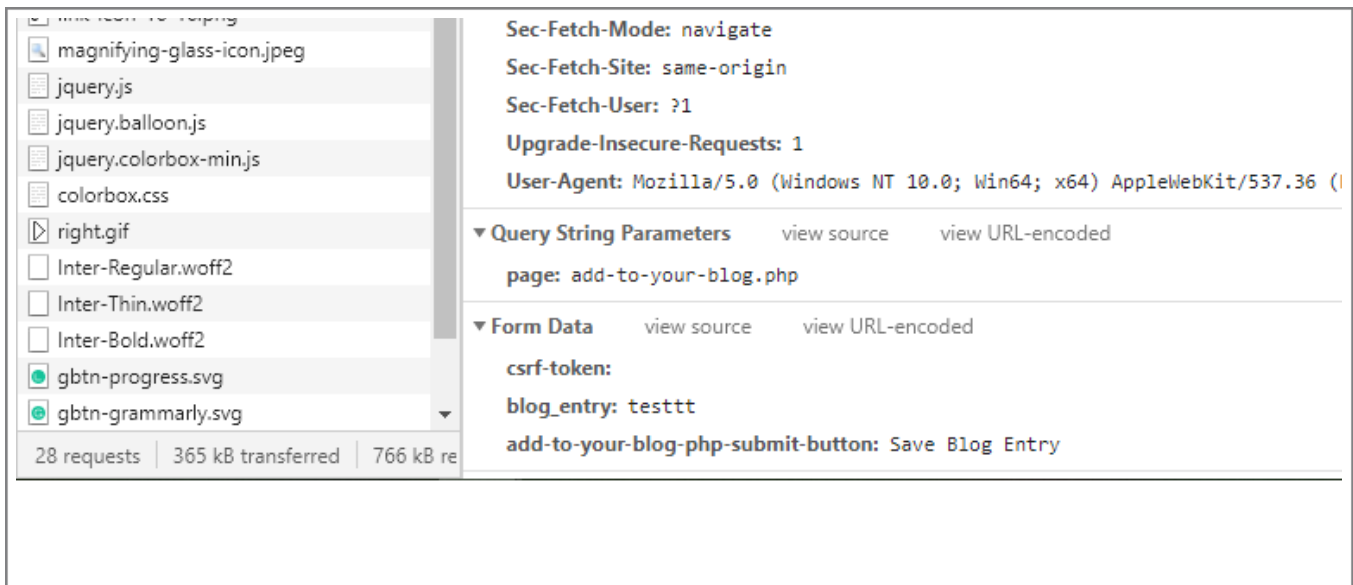 magnifying-glass-icon.jpeg
jquery.js
jquery.balloon.js
jquery.colorbox-min.js
colorbox.css
right.gif
Inter-Regular.woff2
Inter-Thin.woff2
Inter-Bold.woff2
gbtn-progress.svg
gbtn-grammarly.svg
28 requests 365 kB transferred 766 kB re
Sec-Fetch-Mode: navigate
Sec-Fetch-Site: same-origin
Sec-Fetch-User: ?1
Upgrade-Insecure-Requests: 1
User-Agent: Mozilla/5.0 (Windows NT 10.0; Win64; x64) AppleWebKit/537.36 (
Query String Parameters view source view URL-encoded
page: add-to-your-blog.php
Form Data view source view URL-encoded
csrf-token:
blog_entry: testtt
add-to-your-blog-php-submit-button: Save Blog Entry